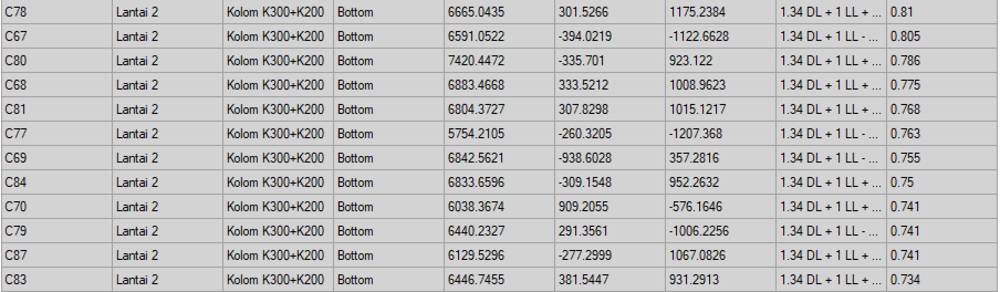 C78 Lantai 2 Kolom K300+K200 Bottom 6665.0435 301.5266 1175.2384 1.34 DL + 1 LL + ... 0.81
C67 Lantai 2 Kolom K300+K200 Bottom 6591.0522 -394.0219 -1122.6628 1.34 DL + 1 LL - ... 0.805
C80 Lantai 2 Kolom K300+K200 Bottom 7420.4472 -335.701 923.122 1.34 DL + 1 LL + ... 0.786
C68 Lantai 2 Kolom K300+K200 Bottom 6883.4668 333.5212 1008.9623 1.34 DL + 1 LL + ... 0.775
C81 Lantai 2 Kolom K300+K200 Bottom 6804.3727 307.8298 1015.1217 1.34 DL + 1 LL + ... 0.768
C77 Lantai 2 Kolom K300+K200 Bottom 5754.2105 -260.3205 -1207.368 1.34 DL + 1 LL - ... 0.763
C69 Lantai 2 Kolom K300+K200 Bottom 6842.5621 -938.6028 357.2816 1.34 DL + 1 LL - ... 0.755
C84 Lantai 2 Kolom K300+K200 Bottom 6833.6596 -309.1548 952.2632 1.34 DL + 1 LL + ... 0.75
C70 Lantai 2 Kolom K300+K200 Bottom 6038.3674 909.2055 -576.1646 1.34 DL + 1 LL + ... 0.741
C79 Lantai 2 Kolom K300+K200 Bottom 6440.2327 291.3561 -1006.2256 1.34 DL + 1 LL - ... 0.741
C87 Lantai 2 Kolom K300+K200 Bottom 6129.5296 -277.2999 1067.0826 1.34 DL + 1 LL + ... 0.741
C83 Lantai 2 Kolom K300+K200 Bottom 6446.7455 381.5447 931.2913 1.34 DL + 1 LL + ... 0.734